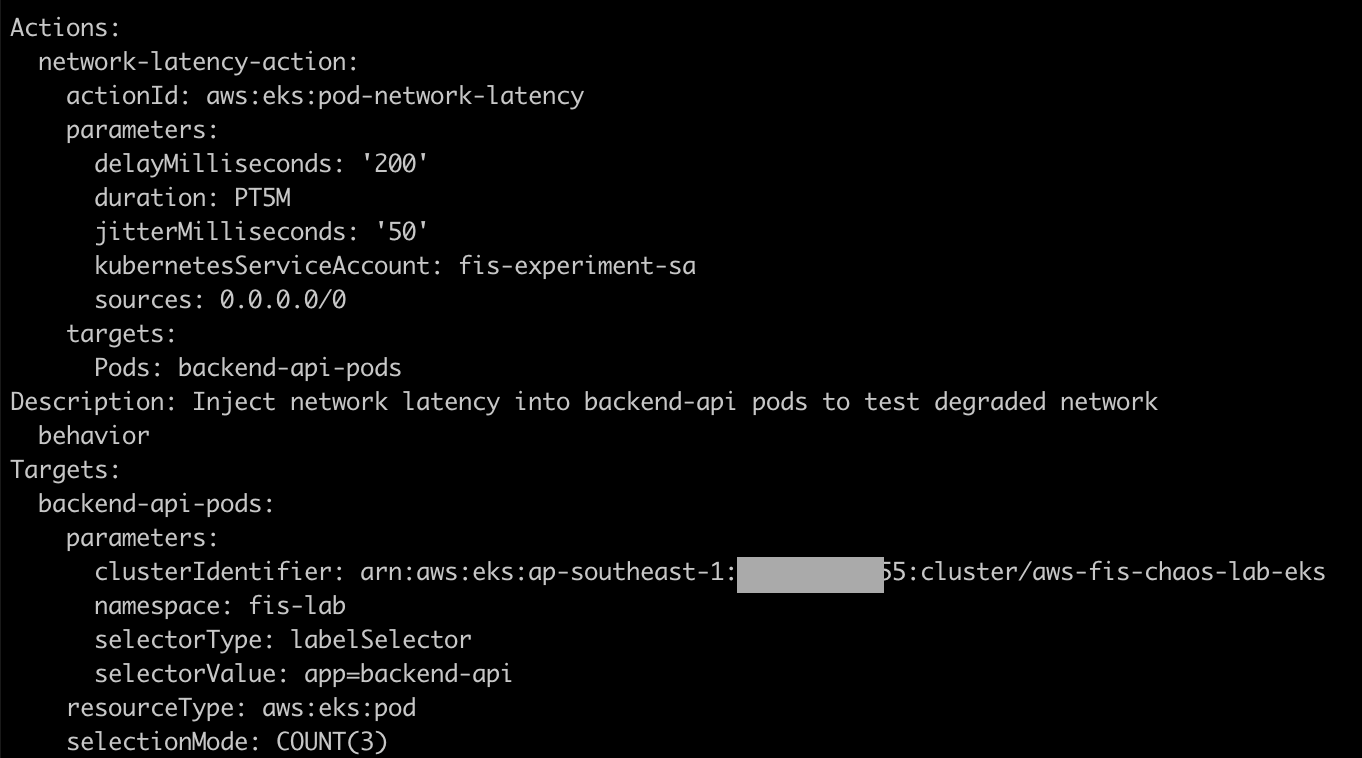 Actions:
  network-latency-action:
    actionId: aws:eks:pod-network-latency
    parameters:
      delayMilliseconds: '200'
      duration: PT5M
      jitterMilliseconds: '50'
      kubernetesServiceAccount: fis-experiment-sa
      sources: 0.0.0.0/0
    targets:
      Pods: backend-api-pods
Description: Inject network latency into backend-api pods to test degraded network
  behavior
Targets:
  backend-api-pods:
    parameters:
      clusterIdentifier: arn:aws:eks:ap-southeast-1:55:cluster/aws-fis-chaos-lab-eks
      namespace: fis-lab
      selectorType: labelSelector
      selectorValue: app=backend-api
    resourceType: aws:eks:pod
    selectionMode: COUNT(3)